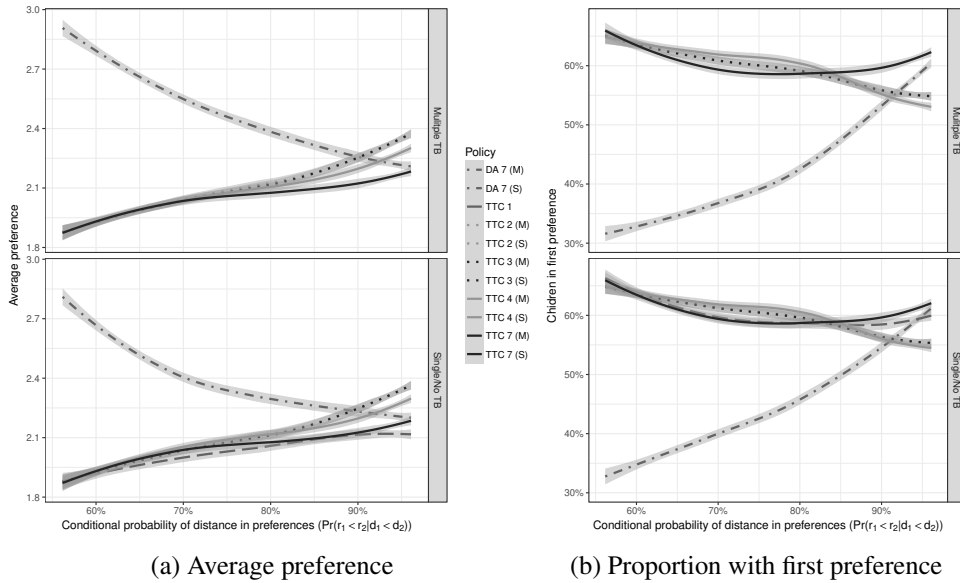 3.0
2.7
2.4
2.1
1.8
Mulitple TB
3.0
2.7
2.4
2.1
1.8
Single/No TB
Average preference
60%
70%
80%
90%
Conditional probability of distance in preferences (Pr(r1 < r2|d1 < d2))
Policy
DA 7 (M)
DA 7 (S)
TTC 1
TTC 2 (M)
TTC 2 (S)
TTC 3 (M)
TTC 3 (S)
TTC 4 (M)
TTC 4 (S)
TTC 7 (M)
TTC 7 (S)
60%
50%
40%
30%
Mulitple TB
60%
50%
40%
30%
Single/No TB
Chidren in first preference
60%
70%
80%
90%
Conditional probability of distance in preferences (Pr(r1 < r2|d1 < d2))
(a) Average preference
(b) Proportion with first preference